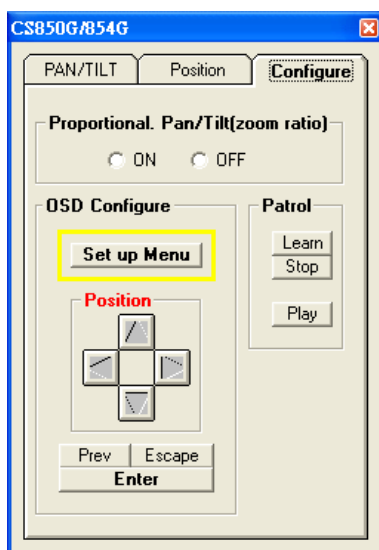 CS850G/854G
PAN/TILT Position Configure
Proportional. Pan/Tilt(zoom ratio)
ON OFF
OSD Configure
Set up Menu
Position
Prev Escape
Enter
Patrol
Learn
Stop
Play